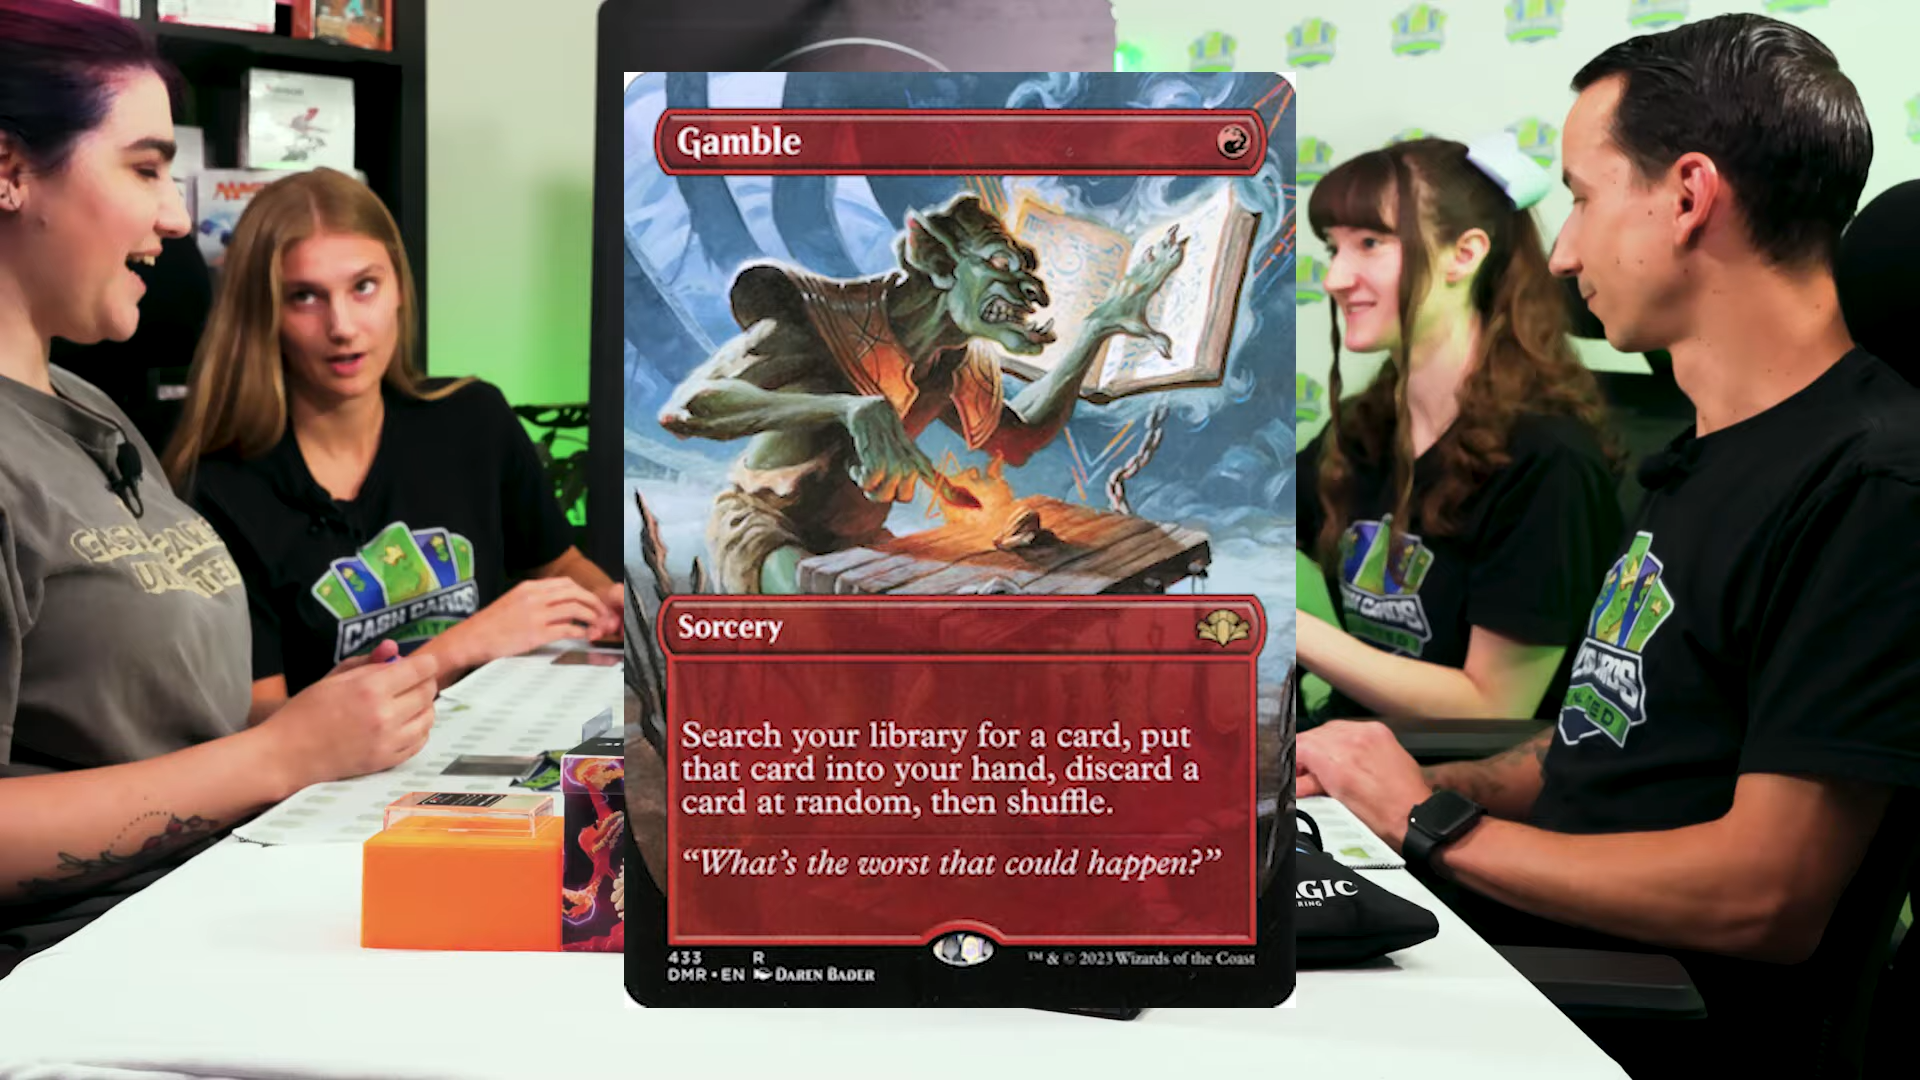 Gamble
Sorcery
Search your library for a card, put
that card into your hand, discard a
card at random, then shuffle.
“What’s the worst that could happen?”
433 R
DMR • EN DAREN BADER
™ & © 2023 Wizards of the Coast
CASH CARDS